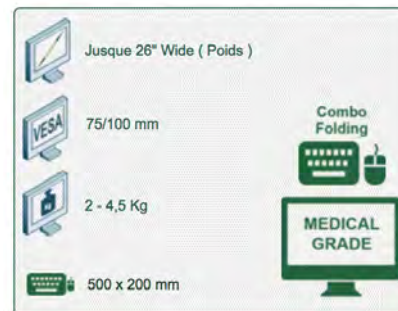 Jusque 26" Wide ( Poids )
VESA
75/100 mm
2 - 4,5 Kg
500 x 200 mm
Combo
Folding
MEDICAL
GRADE